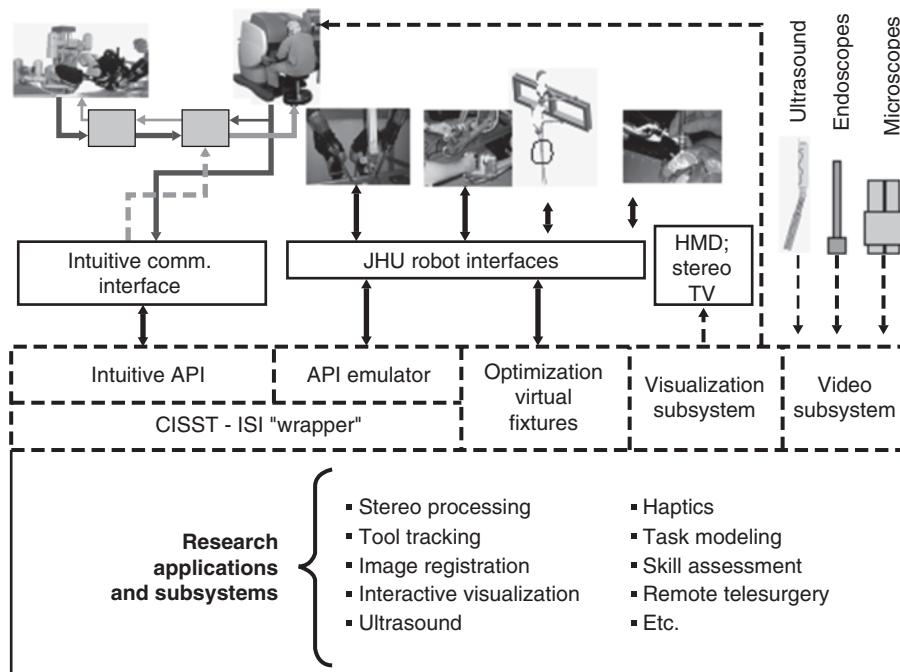 Ultrasound
Endoscopes
Microscopes
Intuitive comm.
interface
JHU robot interfaces
HMD;
stereo
TV
Intuitive API
API emulator
Optimization
virtual
fixtures
Visualization
subsystem
Video
subsystem
CISST - ISI "wrapper"
Research
applications
and subsystems
▪ Stereo processing
▪ Tool tracking
▪ Image registration
▪ Interactive visualization
▪ Ultrasound
▪ Haptics
▪ Task modeling
▪ Skill assessment
▪ Remote telesurgery
▪ Etc.